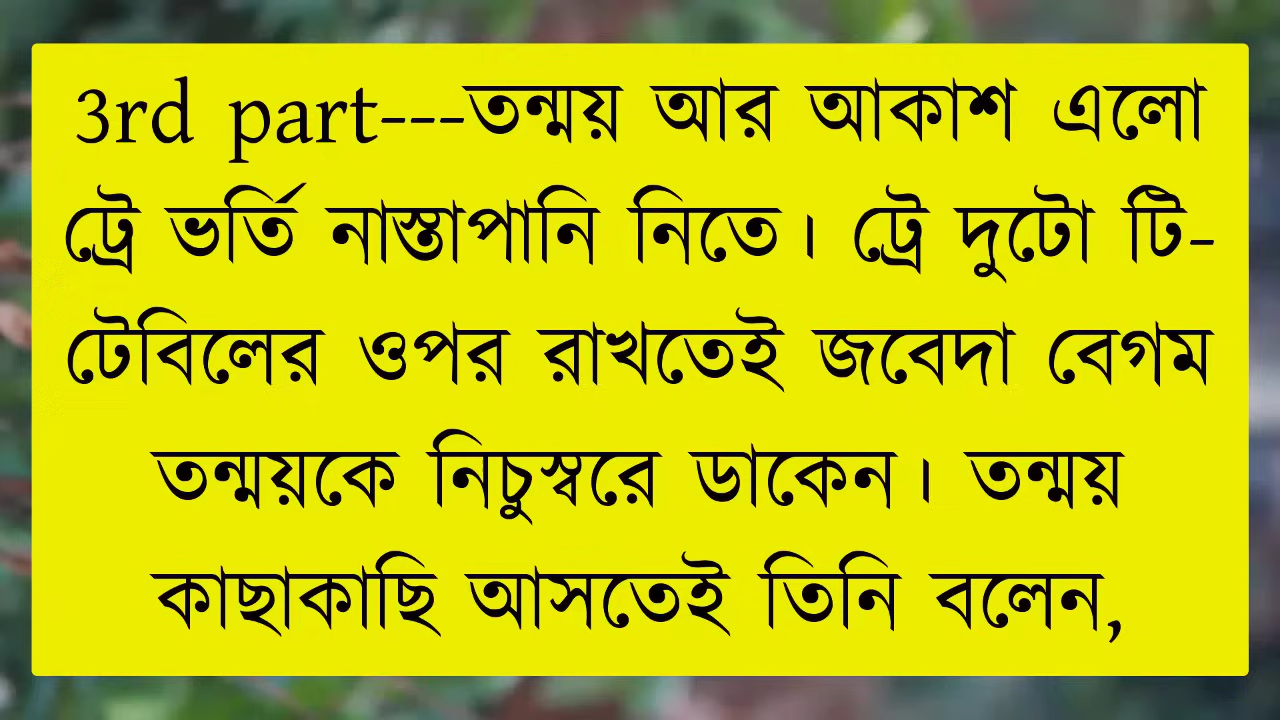 3rd part---তন্ময় আর আকাশ এলো
ট্রে ভর্তি নাস্তাপানি নিতে। ট্রে দুটো টি-
টেবিলের ওপর রাখতেই জবেদা বেগম
তন্ময়কে নিচুস্বরে ডাকেন। তন্ময়
কাছাকাছি আসতেই তিনি বলেন,